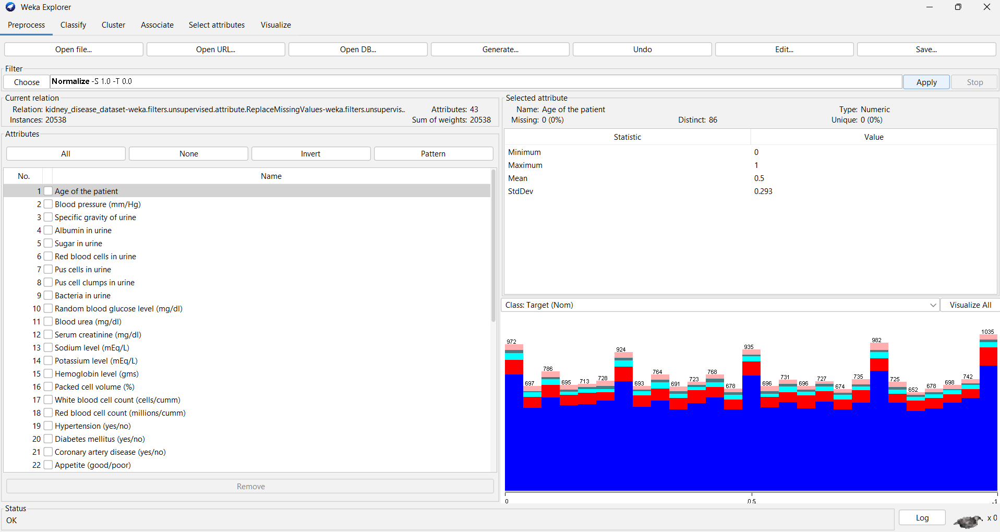 Weka Explorer
Preprocess Classify Cluster Associate Select attributes Visualize
Open file... Open URL... Open DB... Generate... Undo Edit... Save...
Filter
Choose Normalize -S 1.0 -T 0.0 Apply Stop
Current relation
Relation: kidney_disease_dataset-weka.filters.unsupervised.attribute.ReplaceMissingValues-weka.filters.unsupervis... Attributes: 43
Instances: 20538 Sum of weights: 20538
Attributes
All None Invert Pattern
No. Name
1 Age of the patient
2 Blood pressure (mm/Hg)
3 Specific gravity of urine
4 Albumin in urine
5 Sugar in urine
6 Red blood cells in urine
7 Pus cells in urine
8 Pus cell clumps in urine
9 Bacteria in urine
10 Random blood glucose level (mg/dl)
11 Blood urea (mg/dl)
12 Serum creatinine (mg/dl)
13 Sodium level (mEq/L)
14 Potassium level (mEq/L)
15 Hemoglobin level (gms)
16 Packed cell volume (%)
17 White blood cell count (cells/cumm)
18 Red blood cell count (millions/cumm)
19 Hypertension (yes/no)
20 Diabetes mellitus (yes/no)
21 Coronary artery disease (yes/no)
22 Appetite (good/poor)
Remove
Selected attribute
Name: Age of the patient Type: Numeric
Missing: 0 (0%) Distinct: 86 Unique: 0 (0%)
Statistic Value
Minimum 0
Maximum 1
Mean 0.5
StdDev 0.293
Class: Target (Nom) Visualize All
972 697 786 695 713 728 924 693 764 691 723 768 678 935 696 731 696 727 674 735 982 725 652 678 698 742 1035
0 0.5 1
Status
OK Log x 0